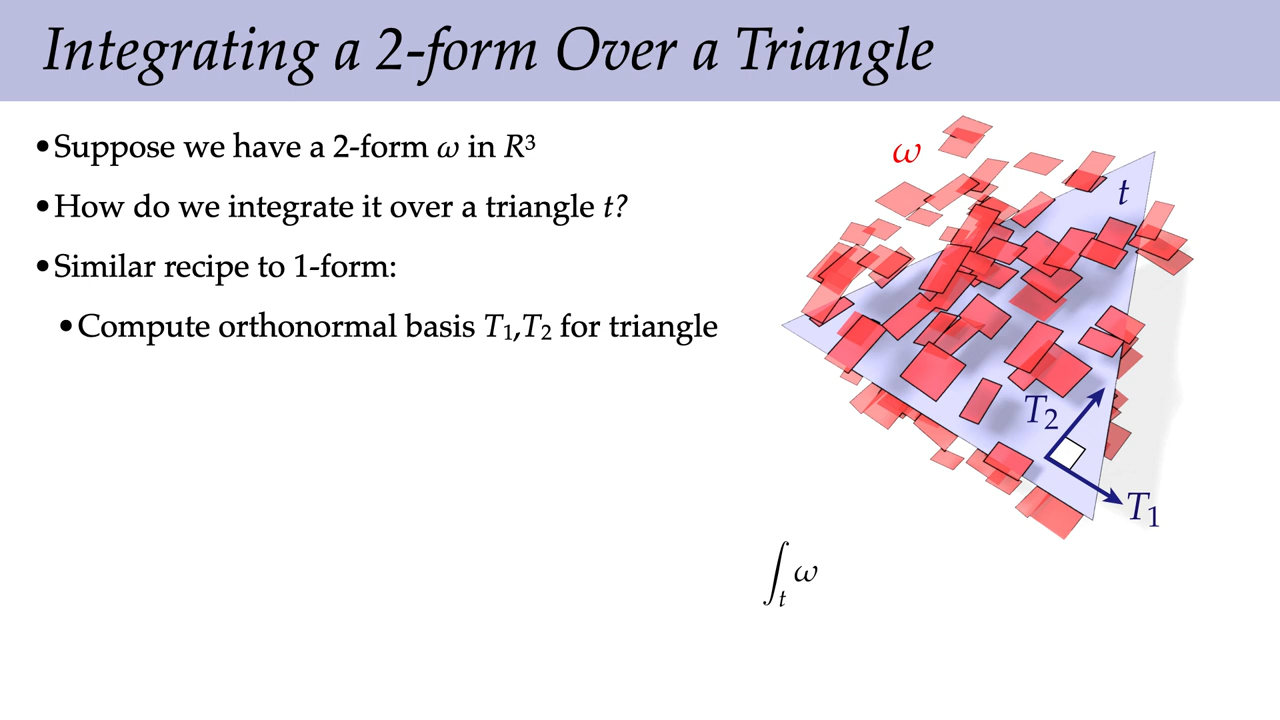 Integrating a 2-form Over a Triangle
•Suppose we have a 2-form ω in R³
•How do we integrate it over a triangle t?
•Similar recipe to 1-form:
•Compute orthonormal basis T₁,T₂ for triangle
ω
t
T₂
T₁
∫ₜ ω